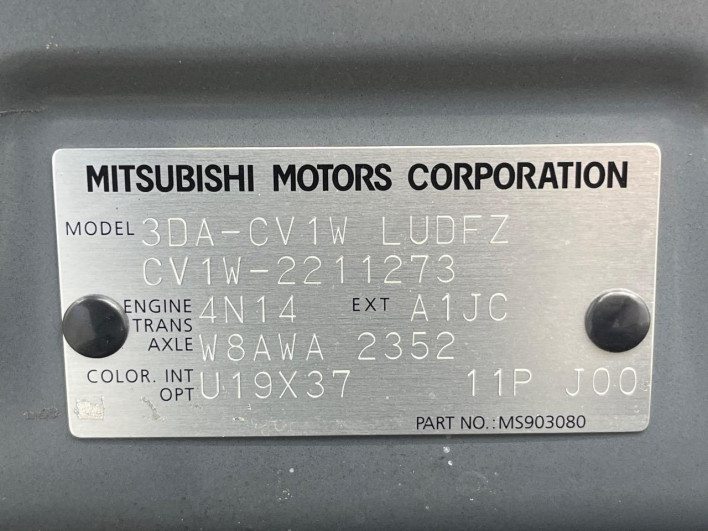 MITSUBISHI MOTORS CORPORATION
MODEL 3DA-CV1W LUDFZ
CV1W-2211273
ENGINE 4N14 EXT A1JC
TRANS
AXLE W8AWA 2352
COLOR. INT U19X37 11P J00
OPT
PART NO.:MS903080